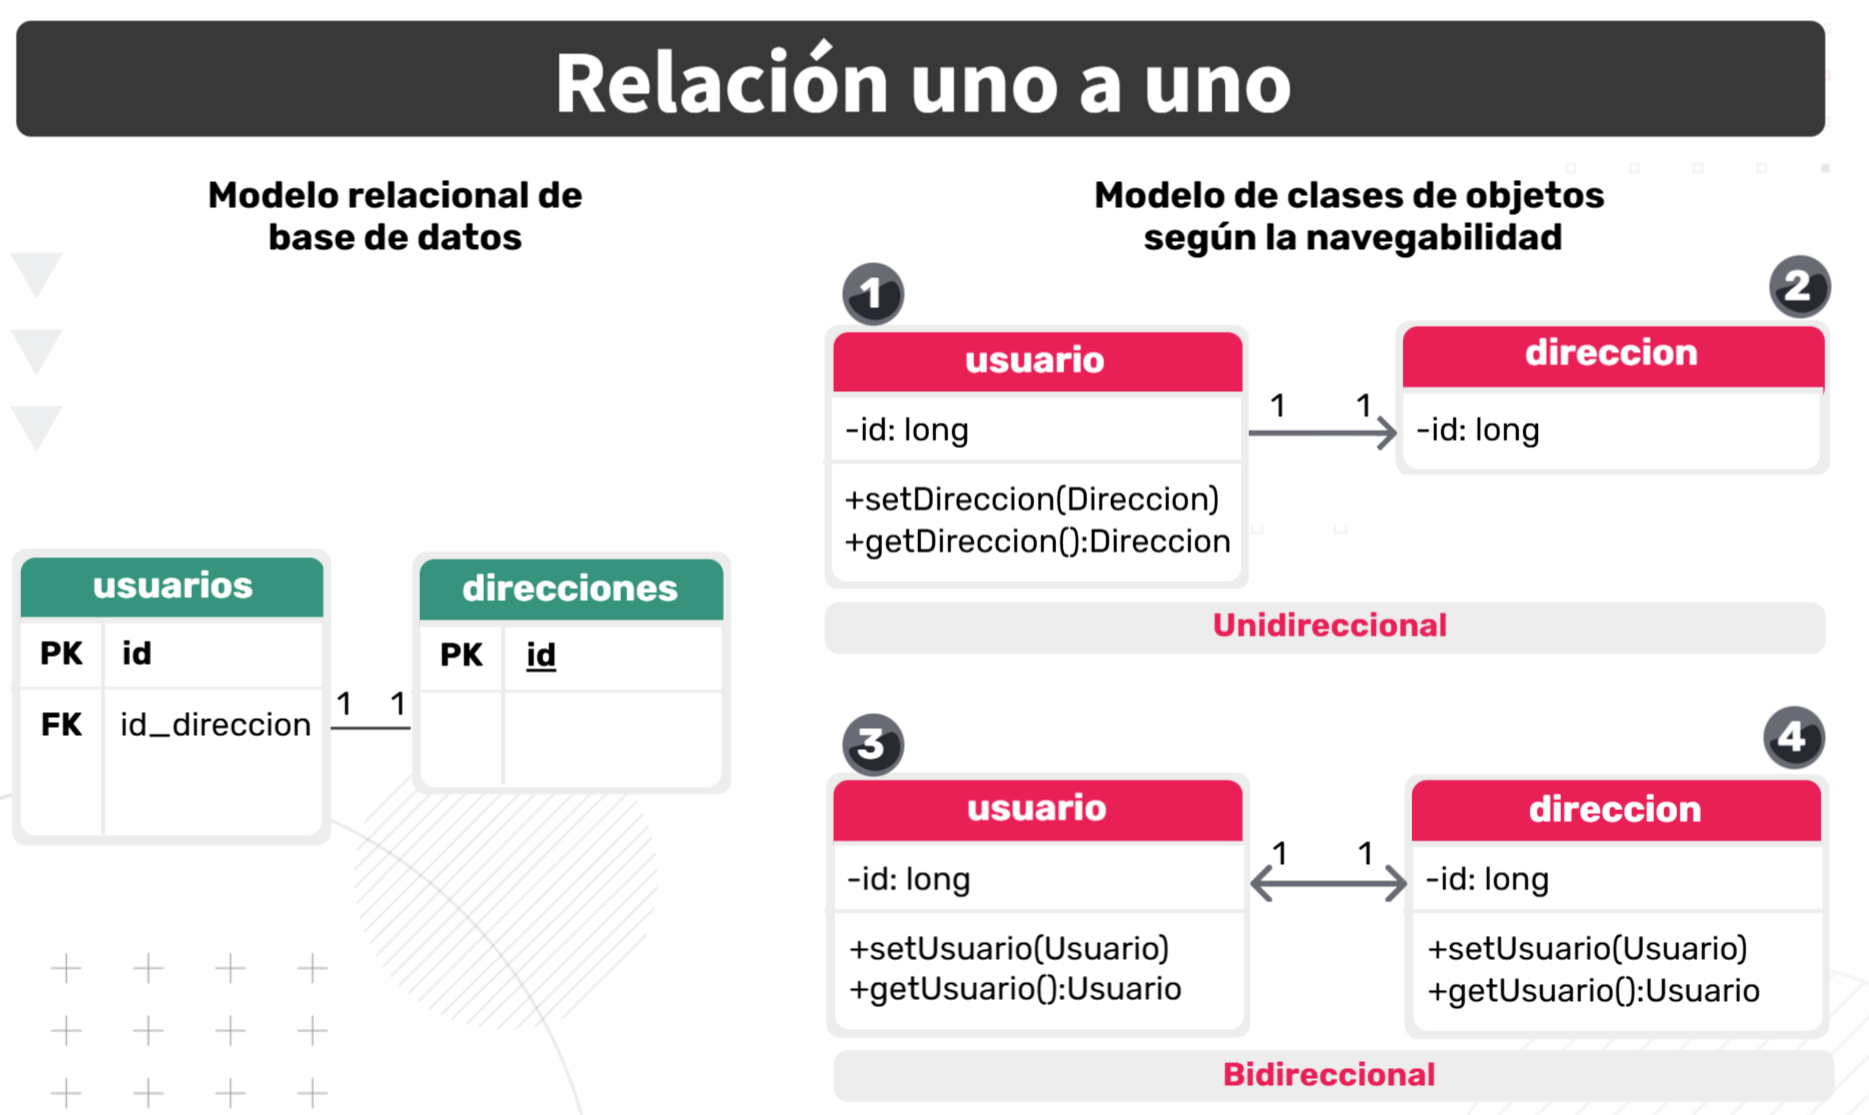 Relación uno a uno
Modelo relacional de
base de datos
usuarios
PK id
FK id_direccion
1 1
direcciones
PK id
Modelo de clases de objetos
según la navegabilidad
1
usuario
-id: long
+setDireccion(Direccion)
+getDireccion():Direccion
1 1
2
direccion
-id: long
Unidireccional
3
usuario
-id: long
+setUsuario(Usuario)
+getUsuario():Usuario
1 1
4
direccion
-id: long
+setUsuario(Usuario)
+getUsuario():Usuario
Bidireccional